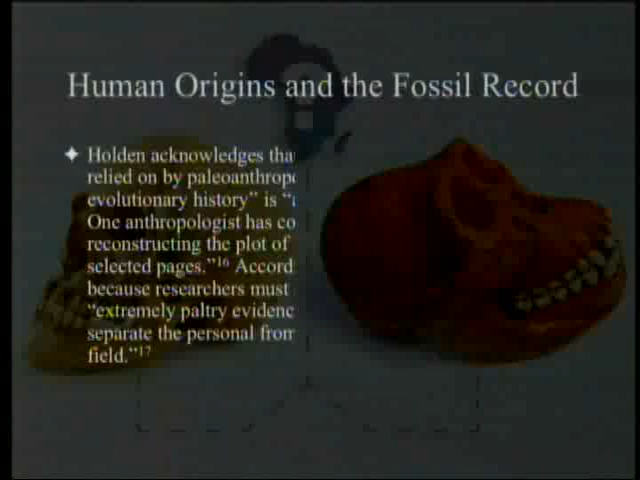 Human Origins and the Fossil Record
Holden acknowledges tha
relied on by paleoanthrop
evolutionary history” is “
One anthropologist has co
reconstructing the plot of
selected pages.”16 Accord
because researchers must
“extremely paltry evidenc
separate the personal from
field.”17